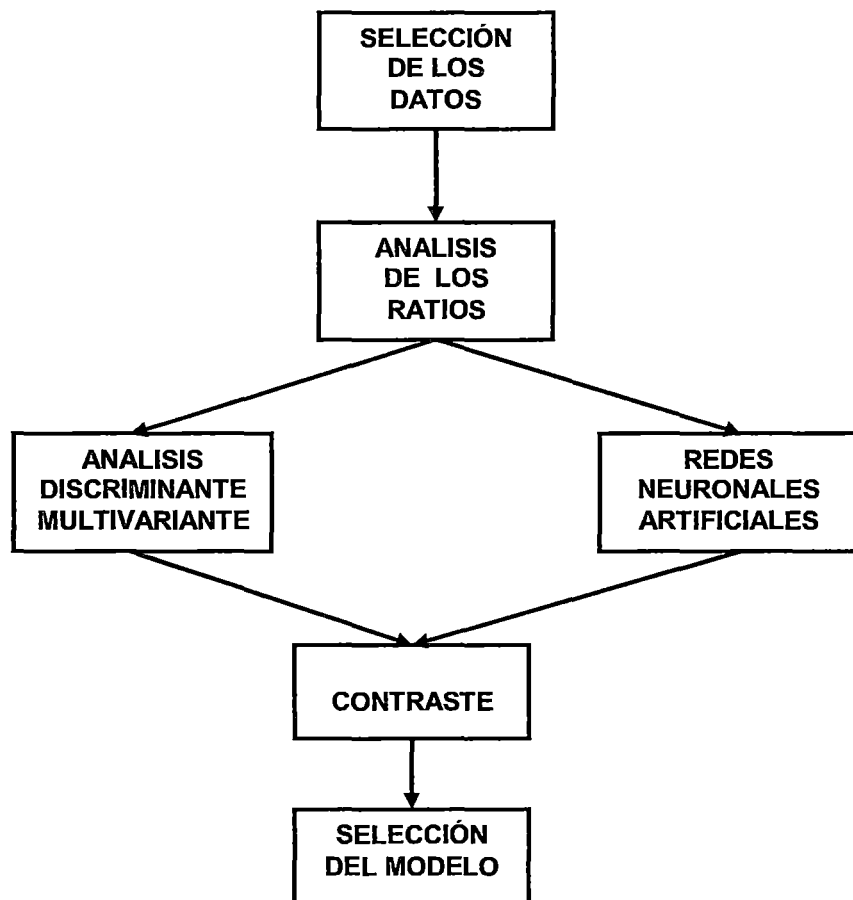 SELECCIÓN
DE LOS
DATOS
ANALISIS
DE LOS
RATIOS
ANALISIS
DISCRIMINANTE
MULTIVARIANTE
REDES
NEURONALES
ARTIFICIALES
CONTRASTE
SELECCIÓN
DEL MODELO